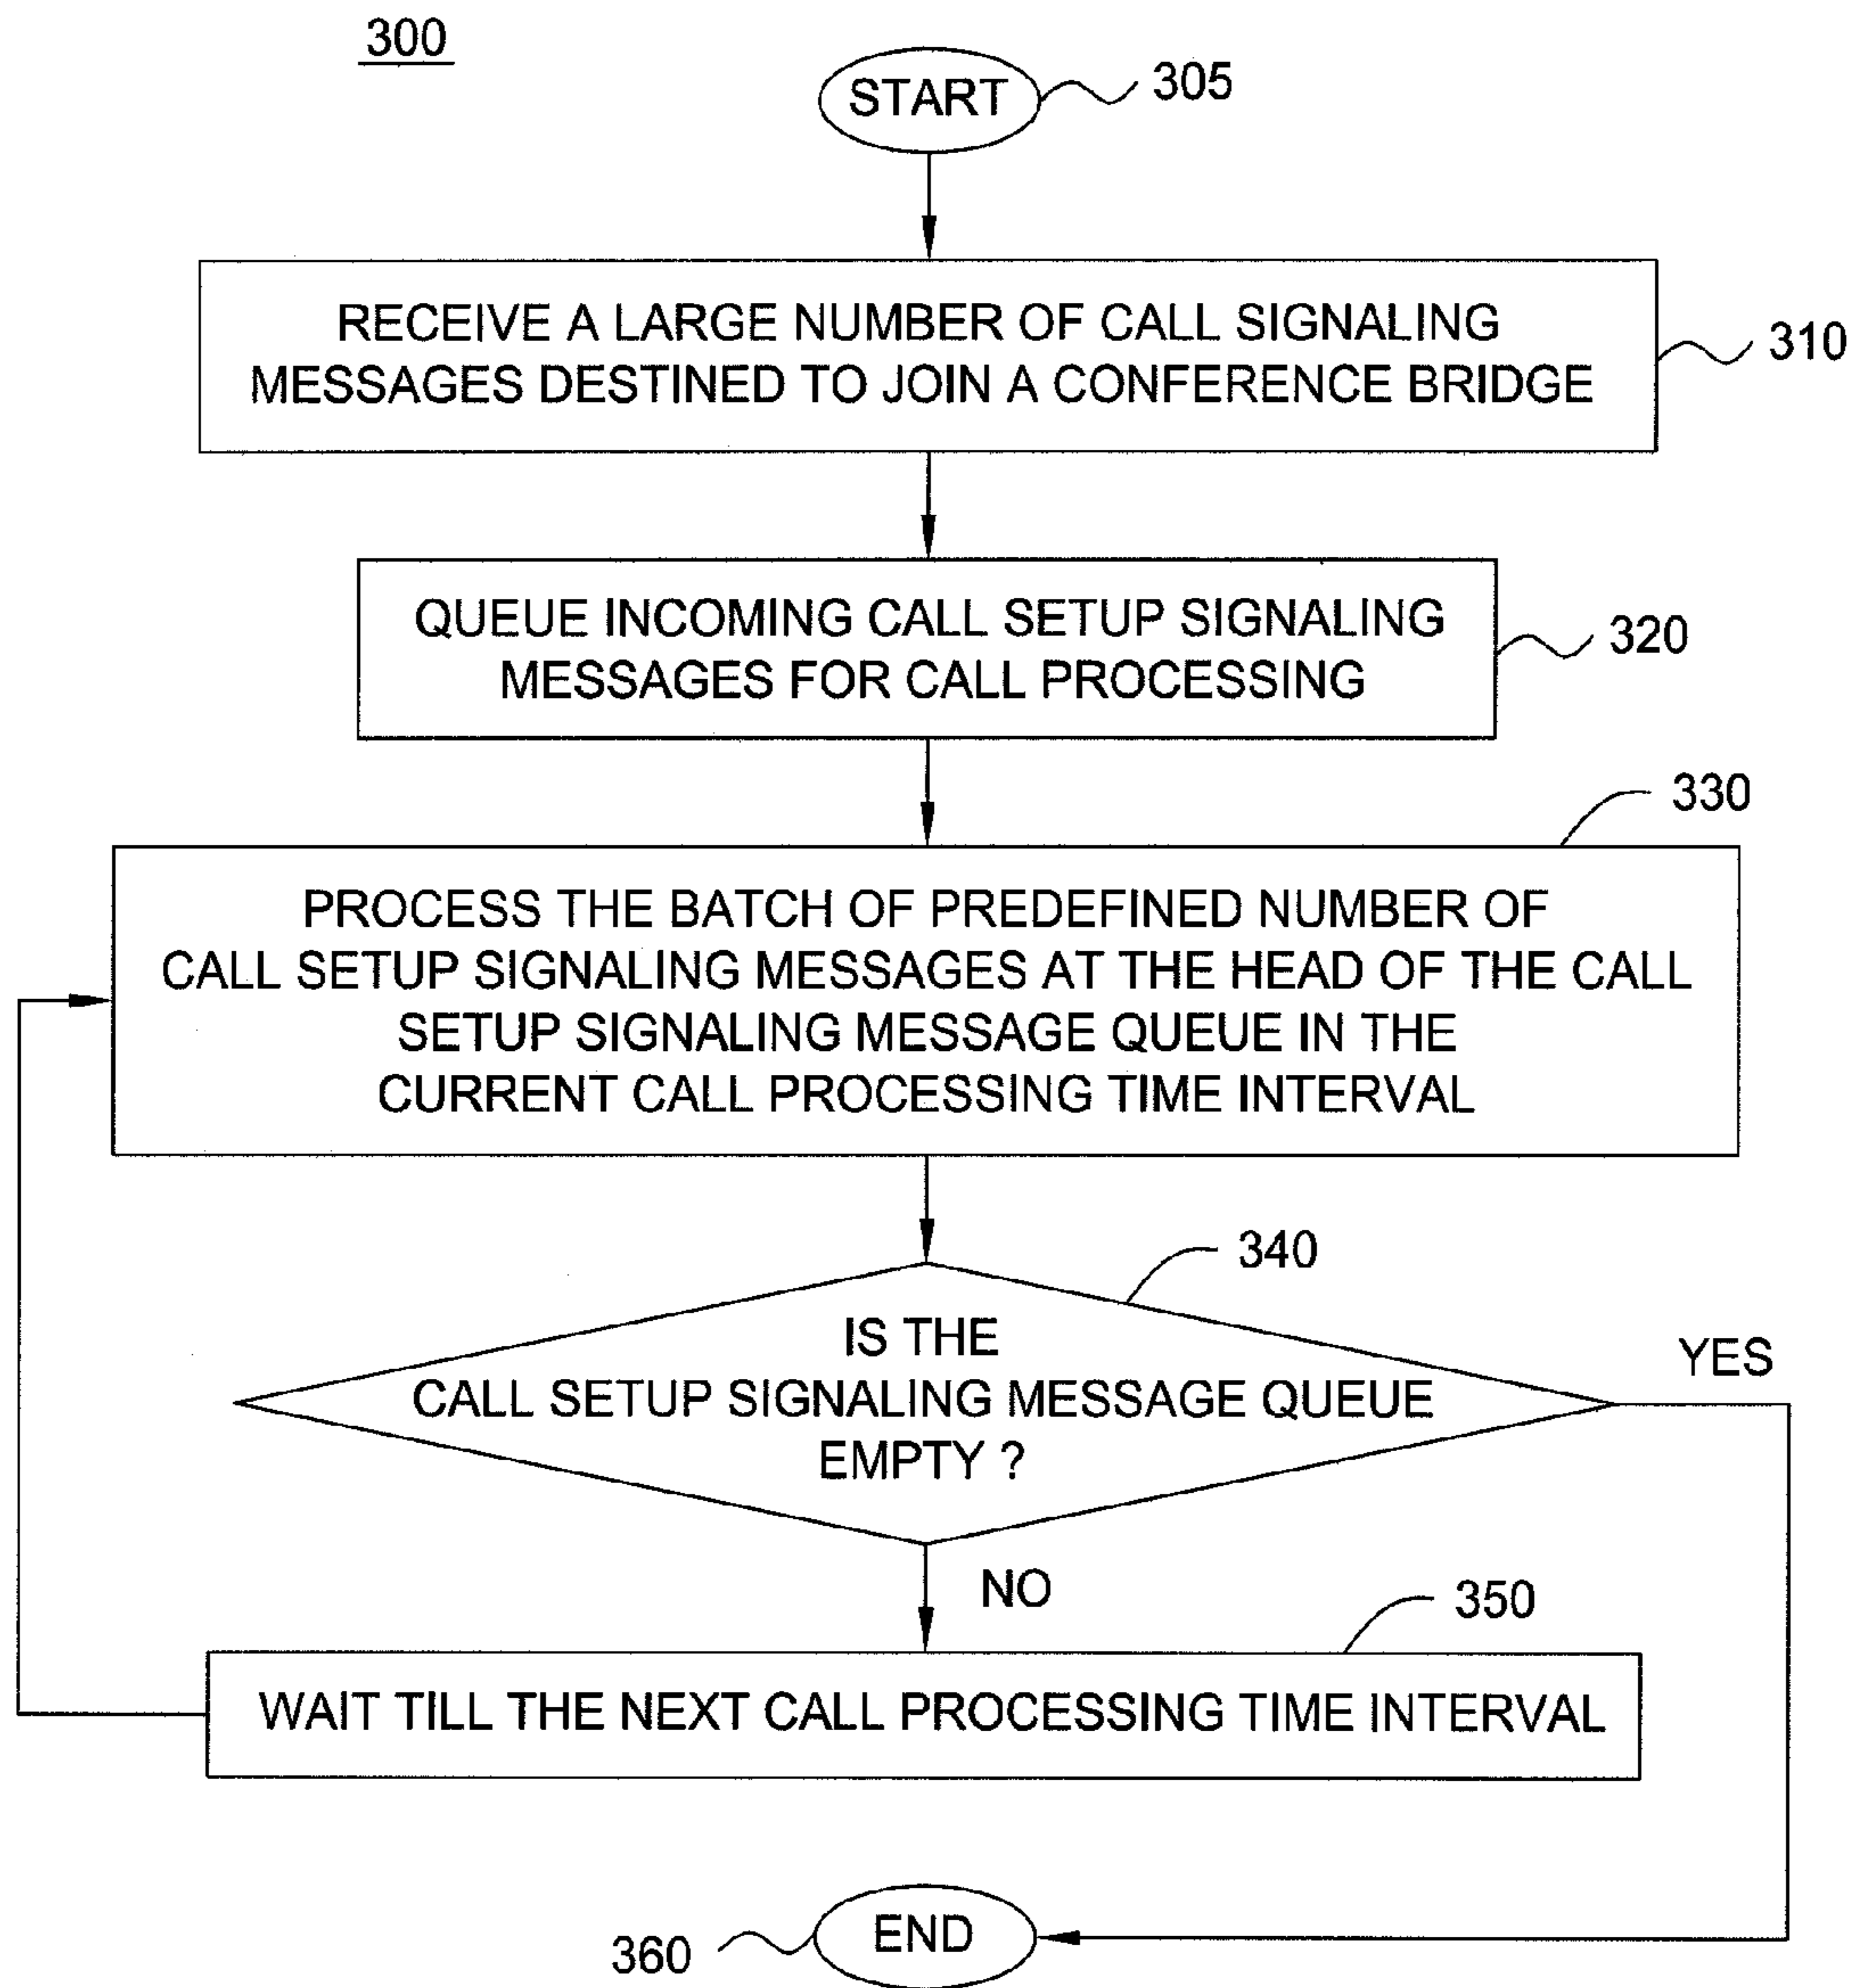 300
START
305
RECEIVE A LARGE NUMBER OF CALL SIGNALING
MESSAGES DESTINED TO JOIN A CONFERENCE BRIDGE
310
QUEUE INCOMING CALL SETUP SIGNALING
MESSAGES FOR CALL PROCESSING
320
330
PROCESS THE BATCH OF PREDEFINED NUMBER OF
CALL SETUP SIGNALING MESSAGES AT THE HEAD OF THE CALL
SETUP SIGNALING MESSAGE QUEUE IN THE
CURRENT CALL PROCESSING TIME INTERVAL
340
IS THE
CALL SETUP SIGNALING MESSAGE QUEUE
EMPTY ?
YES
NO
350
WAIT TILL THE NEXT CALL PROCESSING TIME INTERVAL
END
360